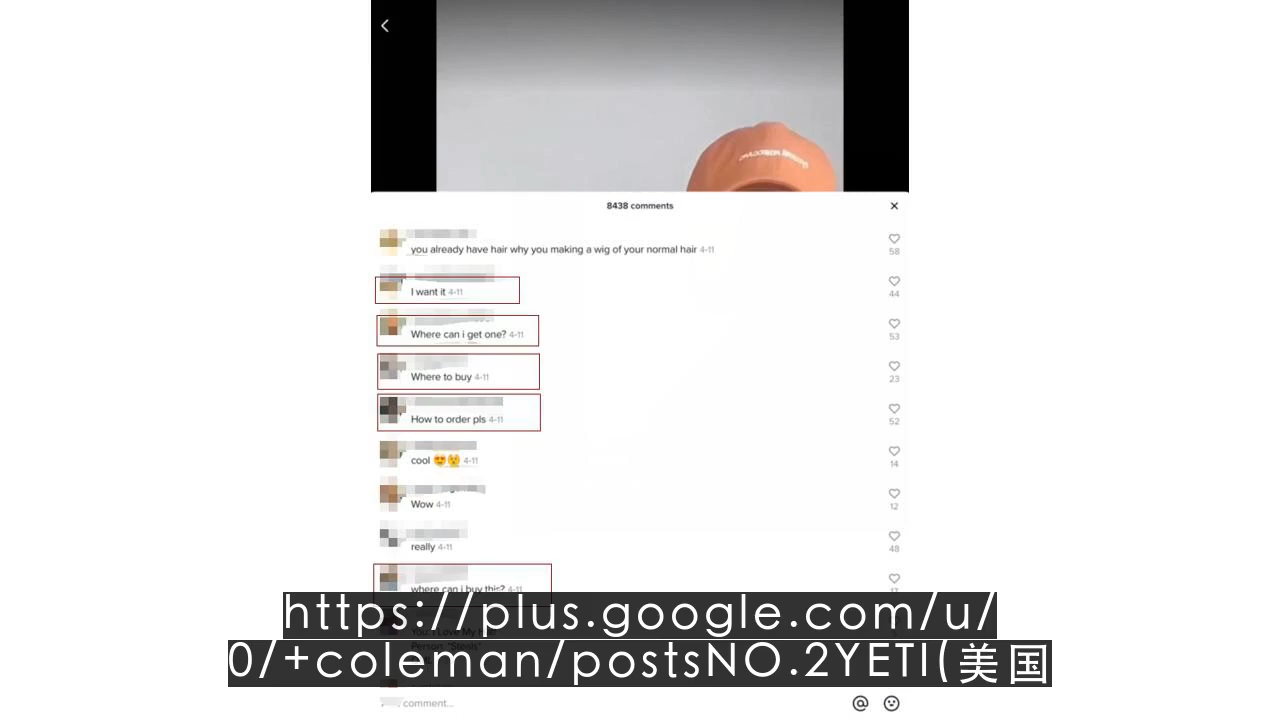 8438 comments
you already have hair why you making a wig of your normal hair 4-11
58
I want it 4-11
44
Where can i get one? 4-11
53
Where to buy 4-11
23
How to order pls 4-11
52
cool 😍😯 4-11
14
Wow 4-11
12
really 4-11
48
where can i buy this? 4-11
https://plus.google.com/u/
0/+coleman/postsNO.2YETI(美国
comment...